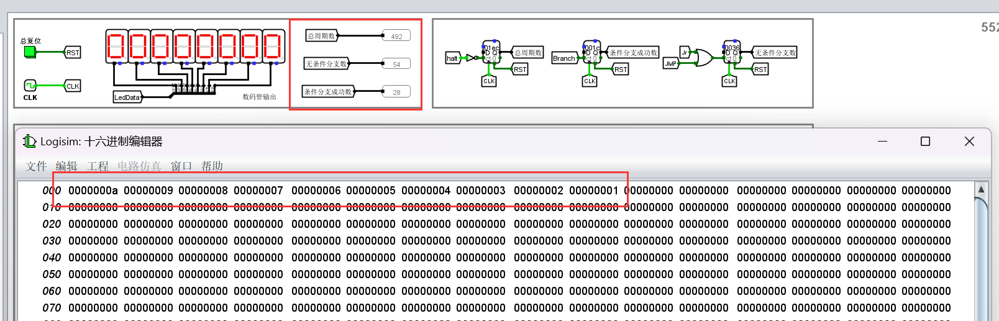 552
总复位
RST
CLK
CLK
00000000
LedData
数码管输出
总周期数 492
无条件分支数 54
条件分支成功数 28
halt
01ec
D Q
ct 0
总周期数
RST
CLK
Branch
001c
D Q
ct 0
条件分支成功数
RST
CLK
Jr
JMP
0036
D Q
ct 0
无条件分支数
RST
CLK
Logisim: 十六进制编辑器
文件 编辑 工程 电路仿真 窗口 帮助
000 0000000a 00000009 00000008 00000007 00000006 00000005 00000004 00000003 00000002 00000001 00000000 00000000 00000000 00000000 00000000 00000000
010 00000000 00000000 00000000 00000000 00000000 00000000 00000000 00000000 00000000 00000000 00000000 00000000 00000000 00000000 00000000 00000000
020 00000000 00000000 00000000 00000000 00000000 00000000 00000000 00000000 00000000 00000000 00000000 00000000 00000000 00000000 00000000 00000000
030 00000000 00000000 00000000 00000000 00000000 00000000 00000000 00000000 00000000 00000000 00000000 00000000 00000000 00000000 00000000 00000000
040 00000000 00000000 00000000 00000000 00000000 00000000 00000000 00000000 00000000 00000000 00000000 00000000 00000000 00000000 00000000 00000000
050 00000000 00000000 00000000 00000000 00000000 00000000 00000000 00000000 00000000 00000000 00000000 00000000 00000000 00000000 00000000 00000000
060 00000000 00000000 00000000 00000000 00000000 00000000 00000000 00000000 00000000 00000000 00000000 00000000 00000000 00000000 00000000 00000000
070 00000000 00000000 00000000 00000000 00000000 00000000 00000000 00000000 00000000 00000000 00000000 00000000 00000000 00000000 00000000 00000000